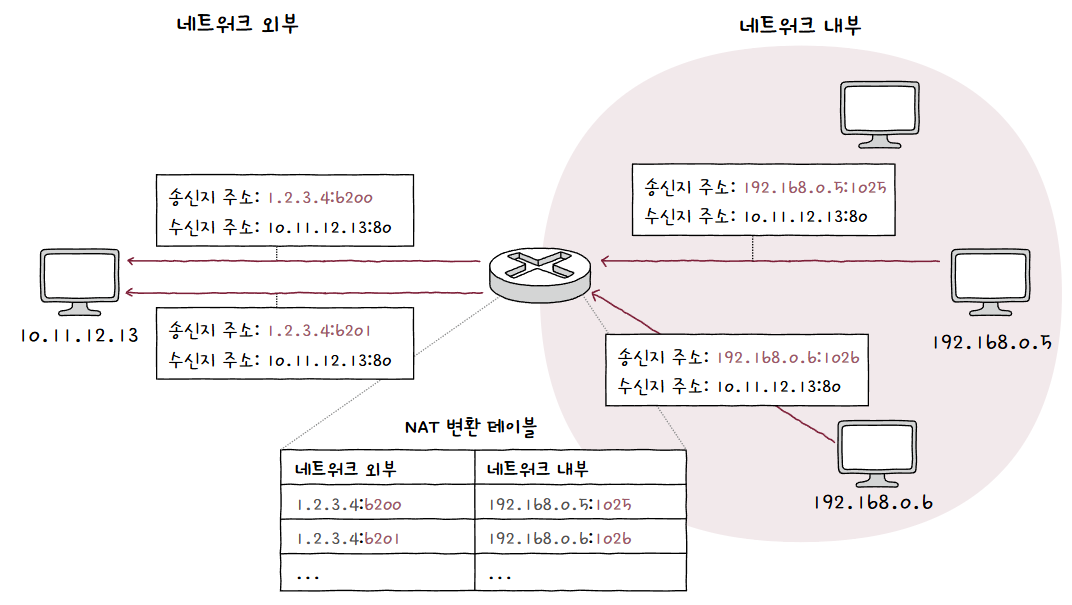 네트워크 외부
네트워크 내부
송신지 주소: 1.2.3.4:6200
수신지 주소: 10.11.12.13:80
송신지 주소: 192.168.0.5:1025
수신지 주소: 10.11.12.13:80
10.11.12.13
송신지 주소: 1.2.3.4:6201
수신지 주소: 10.11.12.13:80
192.168.0.5
송신지 주소: 192.168.0.6:1026
수신지 주소: 10.11.12.13:80
192.168.0.6
NAT 변환 테이블
네트워크 외부 네트워크 내부
1.2.3.4:6200 192.168.0.5:1025
1.2.3.4:6201 192.168.0.6:1026
... ...